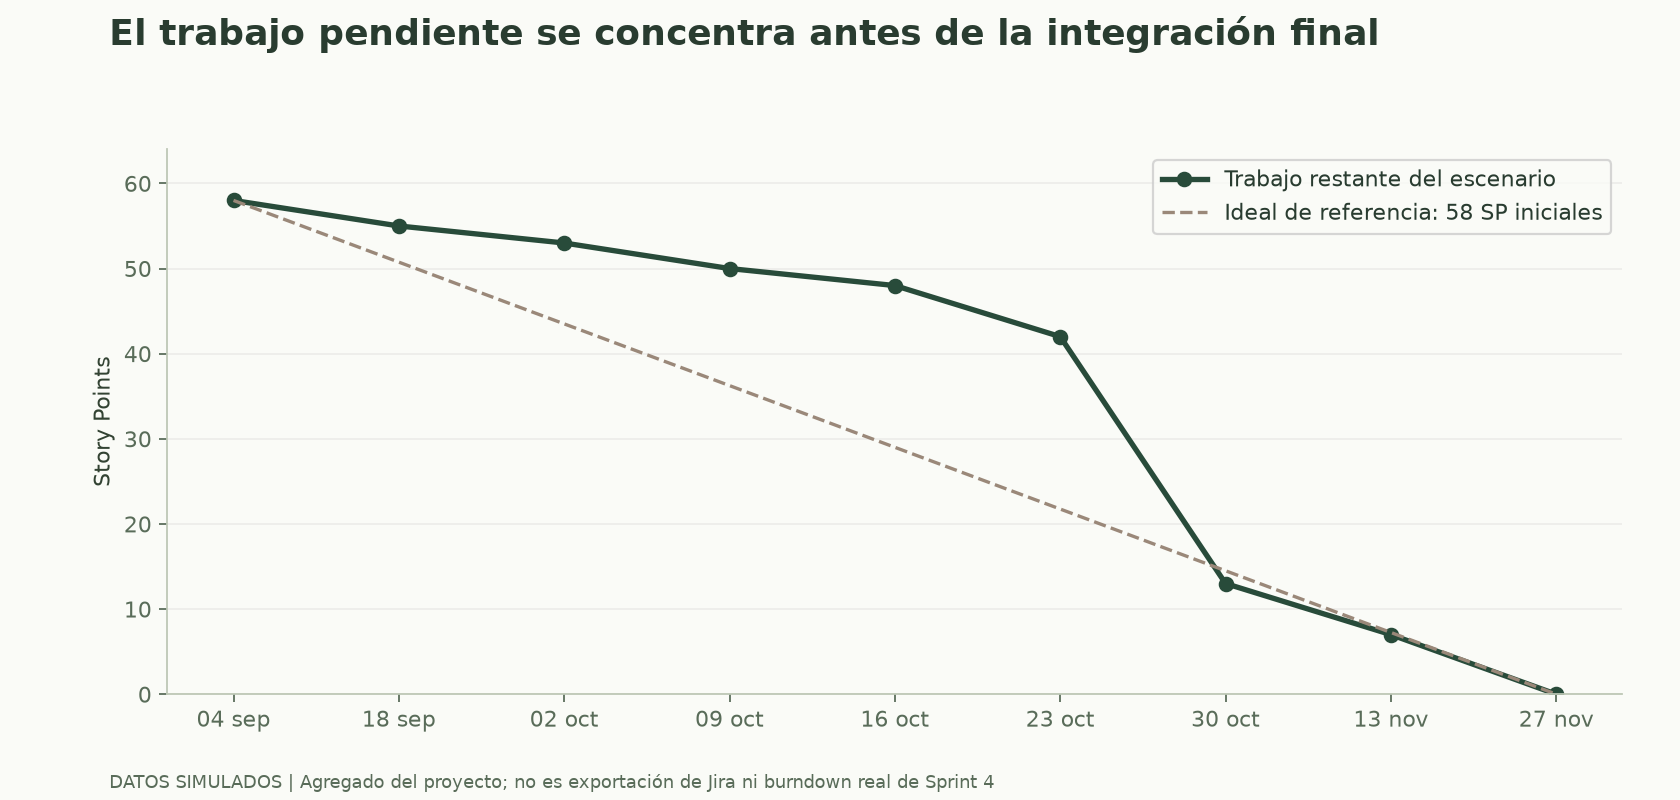 El trabajo pendiente se concentra antes de la integración final
Trabajo restante del escenario
Ideal de referencia: 58 SP iniciales
Story Points
60
50
40
30
20
10
0
04 sep
18 sep
02 oct
09 oct
16 oct
23 oct
30 oct
13 nov
27 nov
DATOS SIMULADOS | Agregado del proyecto; no es exportación de Jira ni burndown real de Sprint 4